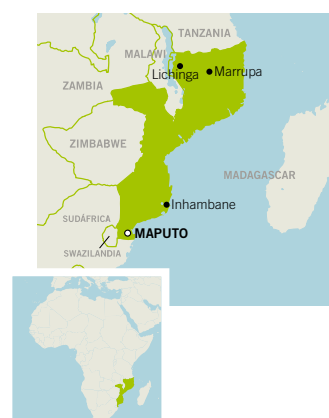 TANZANIA
MALAWI
Lichinga
Marrupa
ZAMBIA
ZIMBABWE
MADAGASCAR
Inhambane
SUDÁFRICA
MAPUTO
SWAZILANDIA